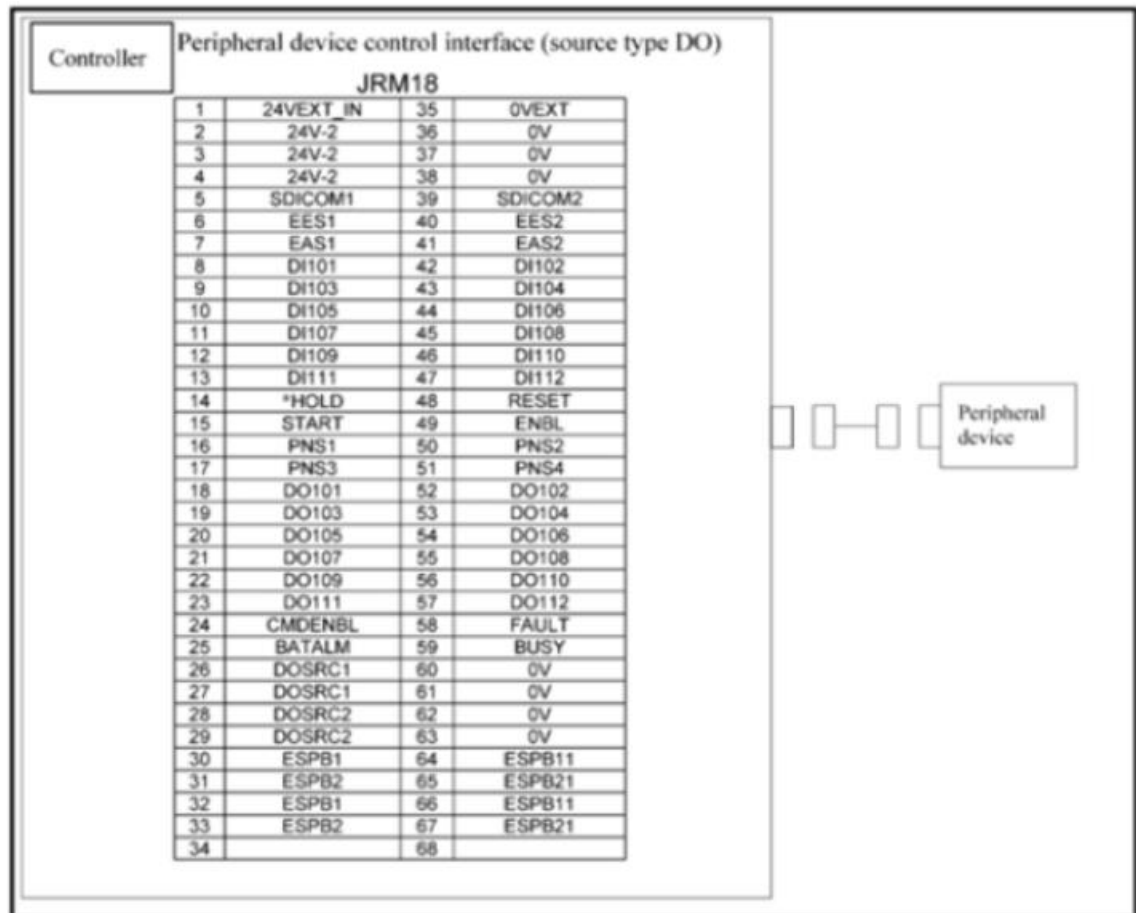 Controller
Peripheral device control interface (source type DO)
JRM18
1 24VEXT_IN 35 0VEXT
2 24V-2 36 0V
3 24V-2 37 0V
4 24V-2 38 0V
5 SDICOM1 39 SDICOM2
6 EES1 40 EES2
7 EAS1 41 EAS2
8 DI101 42 DI102
9 DI103 43 DI104
10 DI105 44 DI106
11 DI107 45 DI108
12 DI109 46 DI110
13 DI111 47 DI112
14 *HOLD 48 RESET
15 START 49 ENBL
16 PNS1 50 PNS2
17 PNS3 51 PNS4
18 DO101 52 DO102
19 DO103 53 DO104
20 DO105 54 DO106
21 DO107 55 DO108
22 DO109 56 DO110
23 DO111 57 DO112
24 CMDENBL 58 FAULT
25 BATALM 59 BUSY
26 DOSRC1 60 0V
27 DOSRC1 61 0V
28 DOSRC2 62 0V
29 DOSRC2 63 0V
30 ESPB1 64 ESPB11
31 ESPB2 65 ESPB21
32 ESPB1 66 ESPB11
33 ESPB2 67 ESPB21
34 68
Peripheral
device